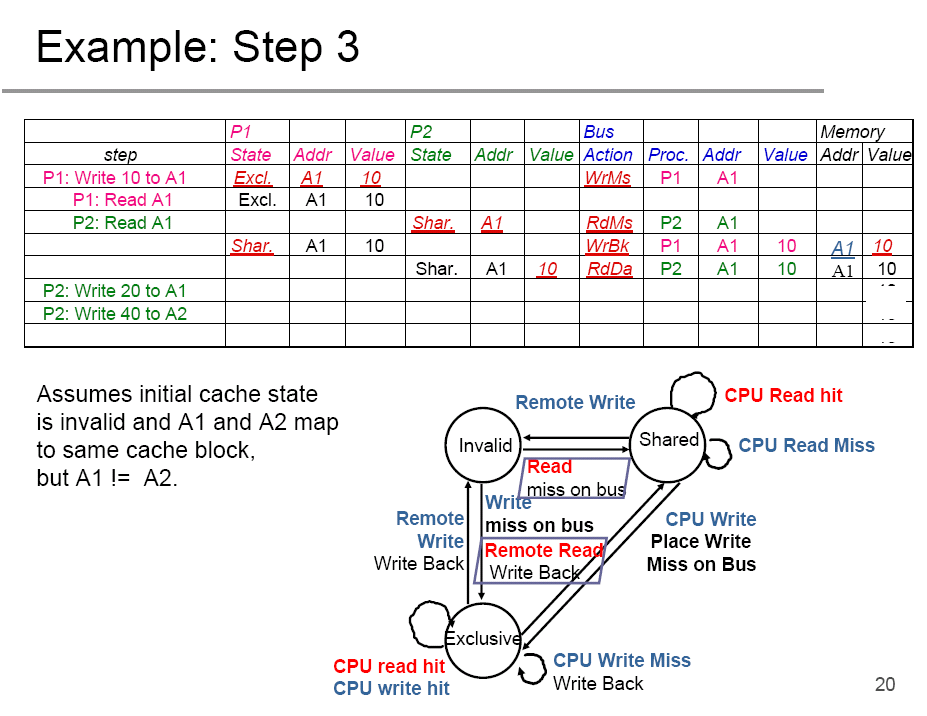 Example: Step 3
P1 P2 Bus Memory
step State Addr Value State Addr Value Action Proc. Addr Value Addr Value
P1: Write 10 to A1 Excl. A1 10 WrMs P1 A1
P1: Read A1 Excl. A1 10
P2: Read A1 Shar. A1 RdMs P2 A1
Shar. A1 10 WrBk P1 A1 10 A1 10
Shar. A1 10 RdDa P2 A1 10 A1 10
P2: Write 20 to A1
P2: Write 40 to A2
Assumes initial cache state
is invalid and A1 and A2 map
to same cache block,
but A1 != A2.
Remote Write
CPU Read hit
Invalid
Shared
CPU Read Miss
Read
miss on bus
Write
miss on bus
Remote
Write
Write Back
CPU Write
Place Write
Miss on Bus
Remote Read
Write Back
Exclusive
CPU read hit
CPU write hit
CPU Write Miss
Write Back
20